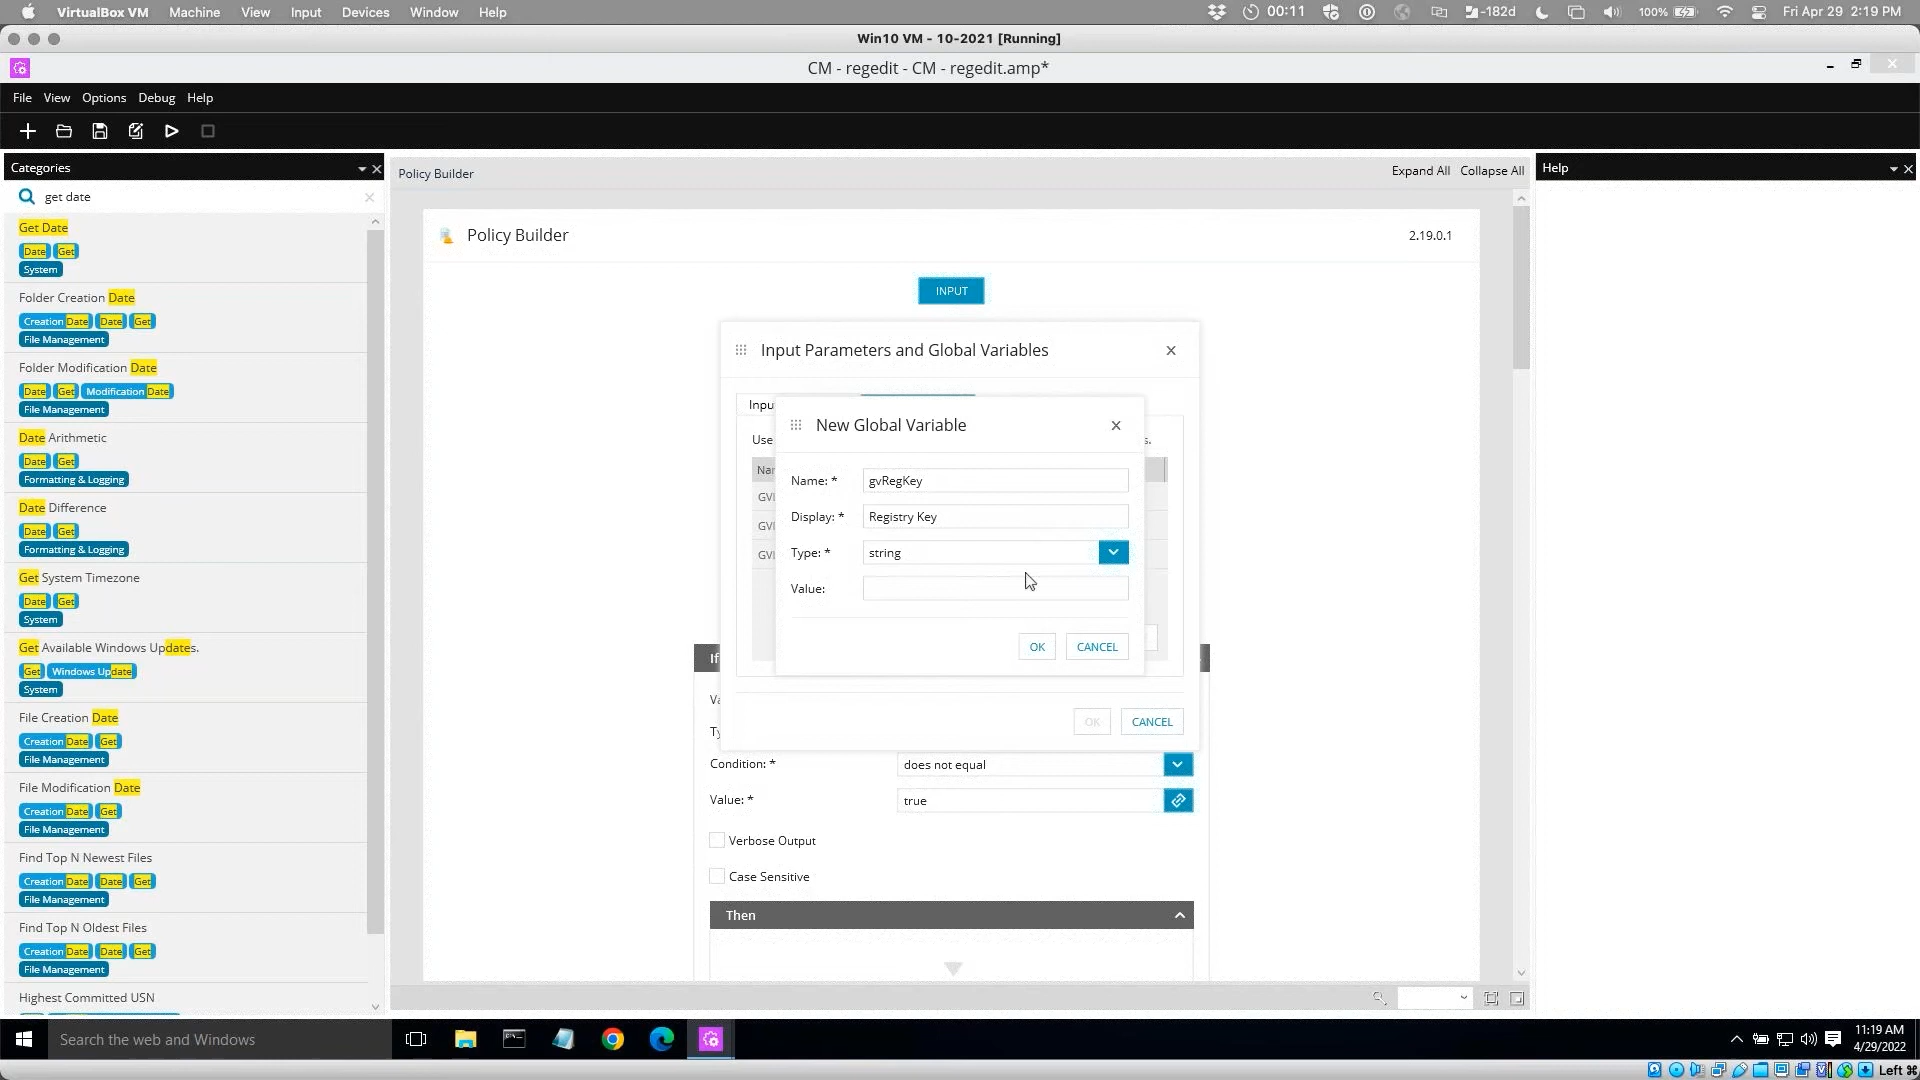 VirtualBox VM Machine View Input Devices Window Help 00:11 -182d 100% Fri Apr 29 2:19 PM
Win10 VM - 10-2021 [Running]
CM - regedit - CM - regedit.amp*
File View Options Debug Help
Categories
get date
Get Date
Date Get
System
Folder Creation Date
Creation Date Date Get
File Management
Folder Modification Date
Date Get Modification Date
File Management
Date Arithmetic
Date Get
Formatting & Logging
Date Difference
Date Get
Formatting & Logging
Get System Timezone
Date Get
System
Get Available Windows Updates.
Get Windows Update
System
File Creation Date
Creation Date Get
File Management
File Modification Date
Creation Date Get
File Management
Find Top N Newest Files
Creation Date Date Get
File Management
Find Top N Oldest Files
Creation Date Date Get
File Management
Highest Committed USN
Policy Builder Expand All Collapse All
Policy Builder 2.19.0.1
INPUT
Input Parameters and Global Variables
Inpu
Use s.
Nar
GVI
GVI
GVI
New Global Variable
Name: * gvRegKey
Display: * Registry Key
Type: * string
Value:
OK CANCEL
If
Va
Ty
OK CANCEL
Condition: * does not equal
Value: * true
Verbose Output
Case Sensitive
Then
Help
Search the web and Windows
11:19 AM
4/29/2022
Left ⌘